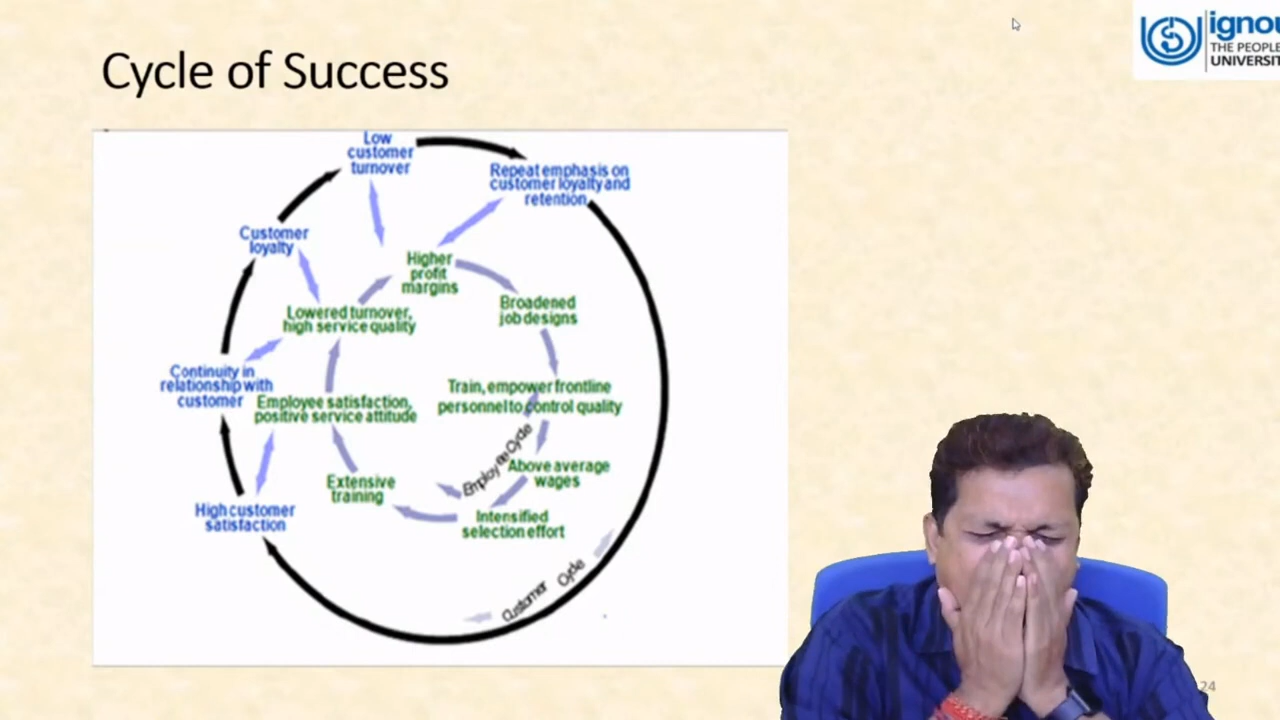 Cycle of Success
ignou
THE PEOPLE
UNIVERSIT
Low
customer
turnover
Repeat emphasis on
customer loyalty and
retention
Customer
loyalty
Higher
profit
margins
Lowered turnover,
high service quality
Broadened
job designs
Continuity in
relationship with
customer
Employee satisfaction,
positive service attitude
Train, empower frontline
personnel to control quality
Employee Cycle
Above average
wages
Extensive
training
Intensified
selection effort
High customer
satisfaction
Customer Cycle
24